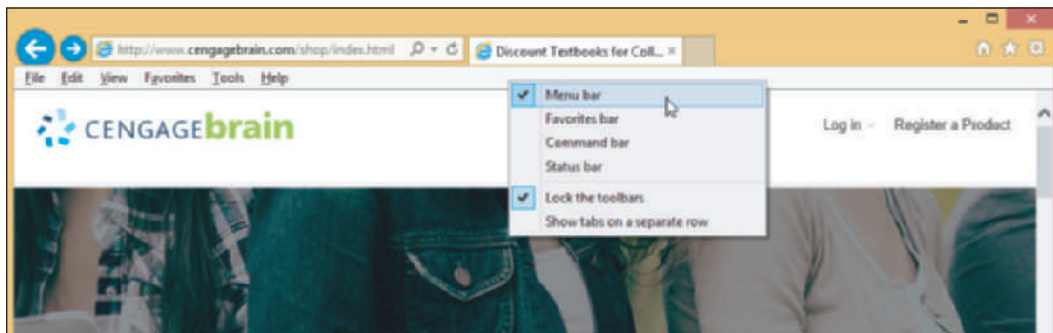 http://www.cengagebrain.com/shop/index.html
Discount Textbooks for Coll...
File Edit View Favorites Tools Help
Menu bar
Favorites bar
Command bar
Status bar
Lock the toolbars
Show tabs on a separate row
CENGAGEbrain
Log in
Register a Product